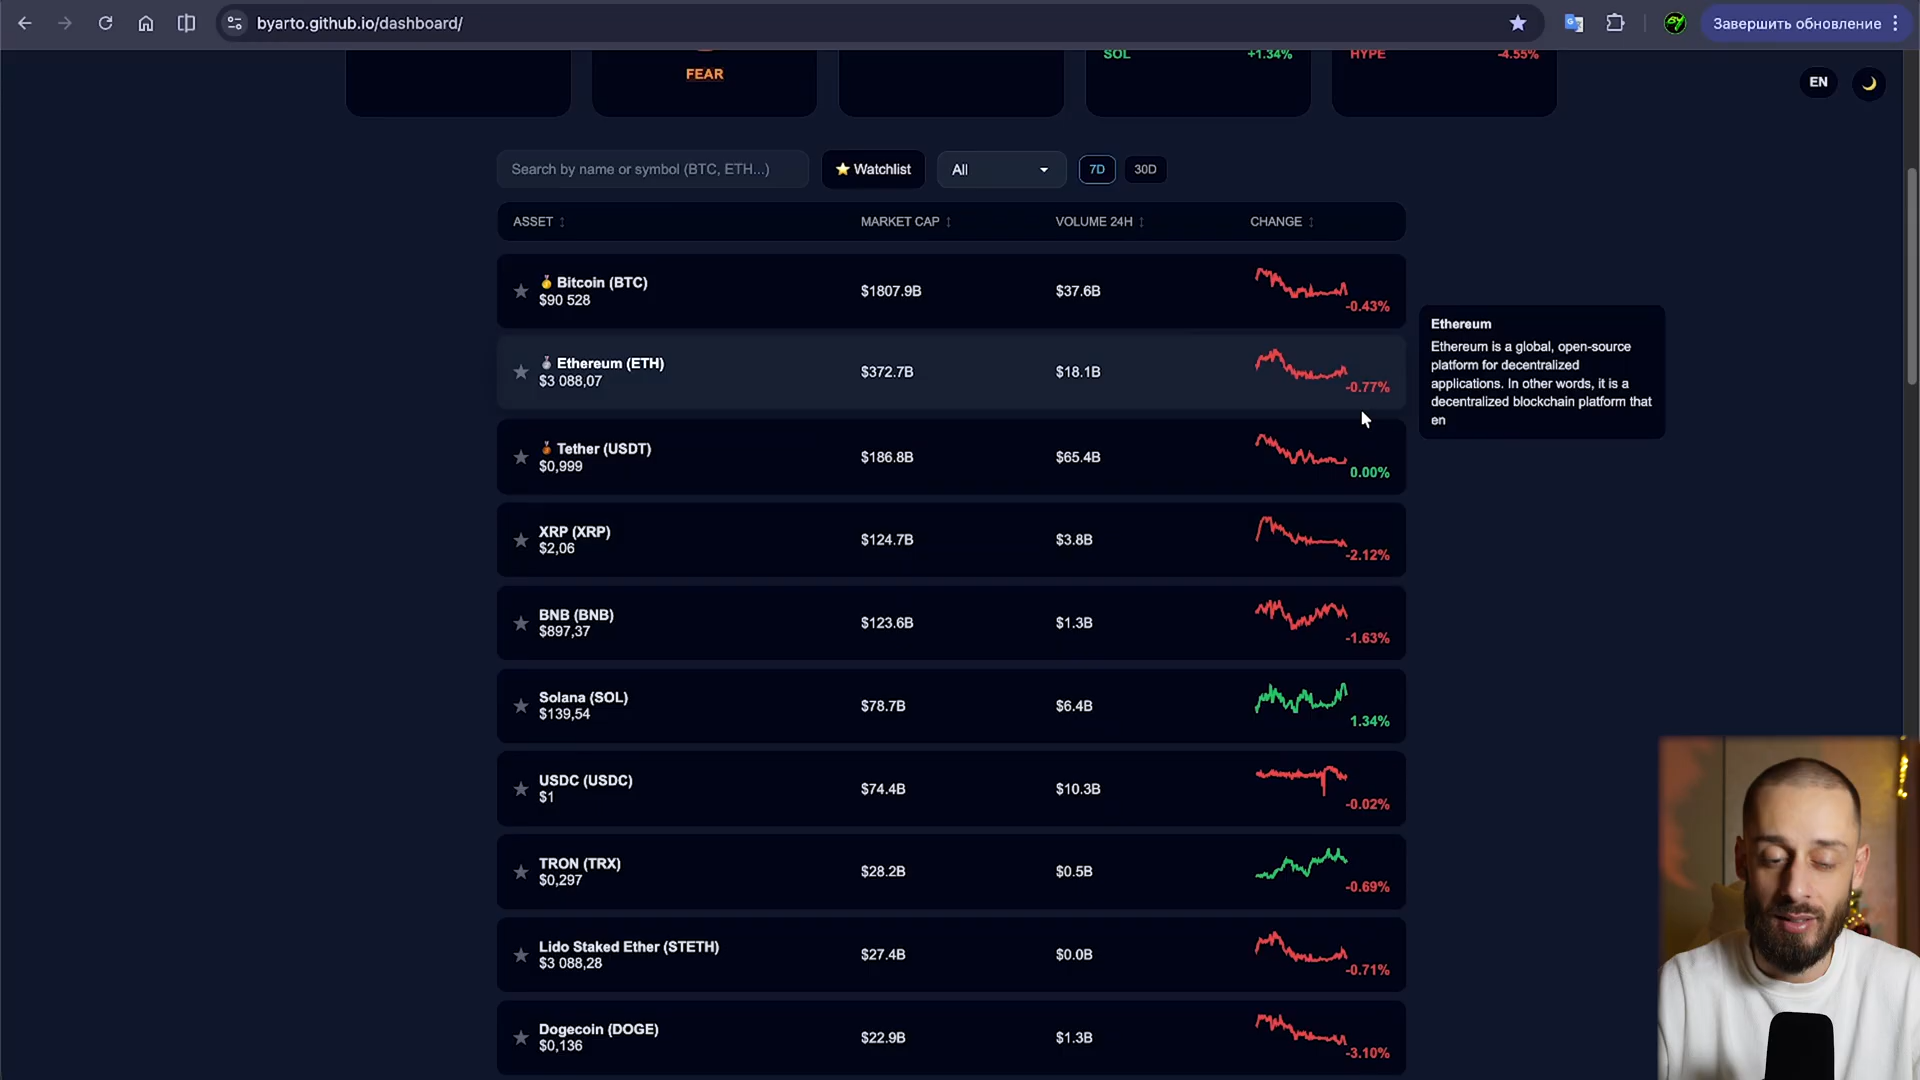 byarto.github.io/dashboard/
Завершить обновление
FEAR
SOL +1.34%
HYPE -4.55%
EN
Search by name or symbol (BTC, ETH...)
⭐ Watchlist
All
7D
30D
ASSET ↕ MARKET CAP ↕ VOLUME 24H ↕ CHANGE ↕
🥇 Bitcoin (BTC)
$90 528
$1807.9B
$37.6B
-0.43%
🥈 Ethereum (ETH)
$3 088,07
$372.7B
$18.1B
-0.77%
Ethereum
Ethereum is a global, open-source
platform for decentralized
applications. In other words, it is a
decentralized blockchain platform that
en
🥉 Tether (USDT)
$0,999
$186.8B
$65.4B
0.00%
XRP (XRP)
$2,06
$124.7B
$3.8B
-2.12%
BNB (BNB)
$897,37
$123.6B
$1.3B
-1.63%
Solana (SOL)
$139,54
$78.7B
$6.4B
1.34%
USDC (USDC)
$1
$74.4B
$10.3B
-0.02%
TRON (TRX)
$0,297
$28.2B
$0.5B
-0.69%
Lido Staked Ether (STETH)
$3 088,28
$27.4B
$0.0B
-0.71%
Dogecoin (DOGE)
$0,136
$22.9B
$1.3B
-3.10%